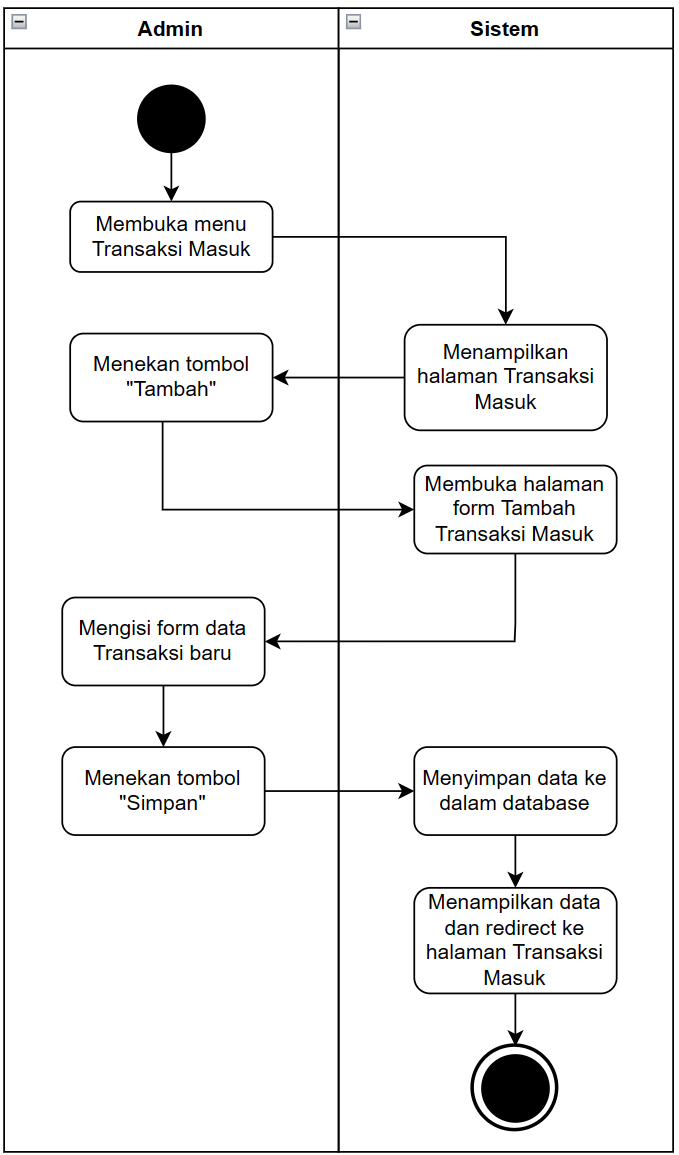 Admin
Sistem
Membuka menu
Transaksi Masuk
Menampilkan
halaman Transaksi
Masuk
Menekan tombol
"Tambah"
Membuka halaman
form Tambah
Transaksi Masuk
Mengisi form data
Transaksi baru
Menekan tombol
"Simpan"
Menyimpan data ke
dalam database
Menampilkan data
dan redirect ke
halaman Transaksi
Masuk